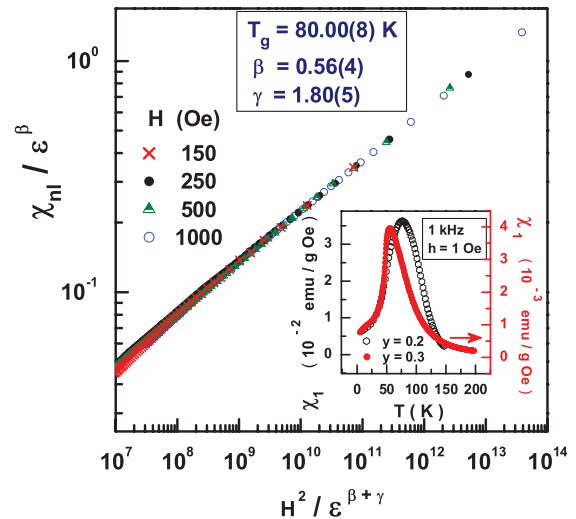 T_g = 80.00(8) K
β = 0.56(4)
γ = 1.80(5)
H (Oe)
150
250
500
1000
χ_nl / ε^β
10^0
10^-1
10^7 10^8 10^9 10^10 10^11 10^12 10^13 10^14
H^2 / ε^(β + γ)
1 kHz
h = 1 Oe
y = 0.2
y = 0.3
χ_1 (10^-2 emu / g Oe)
3
2
1
0
χ_1 (10^-3 emu / g Oe)
4
3
2
1
0
0 50 100 150 200
T ( K )